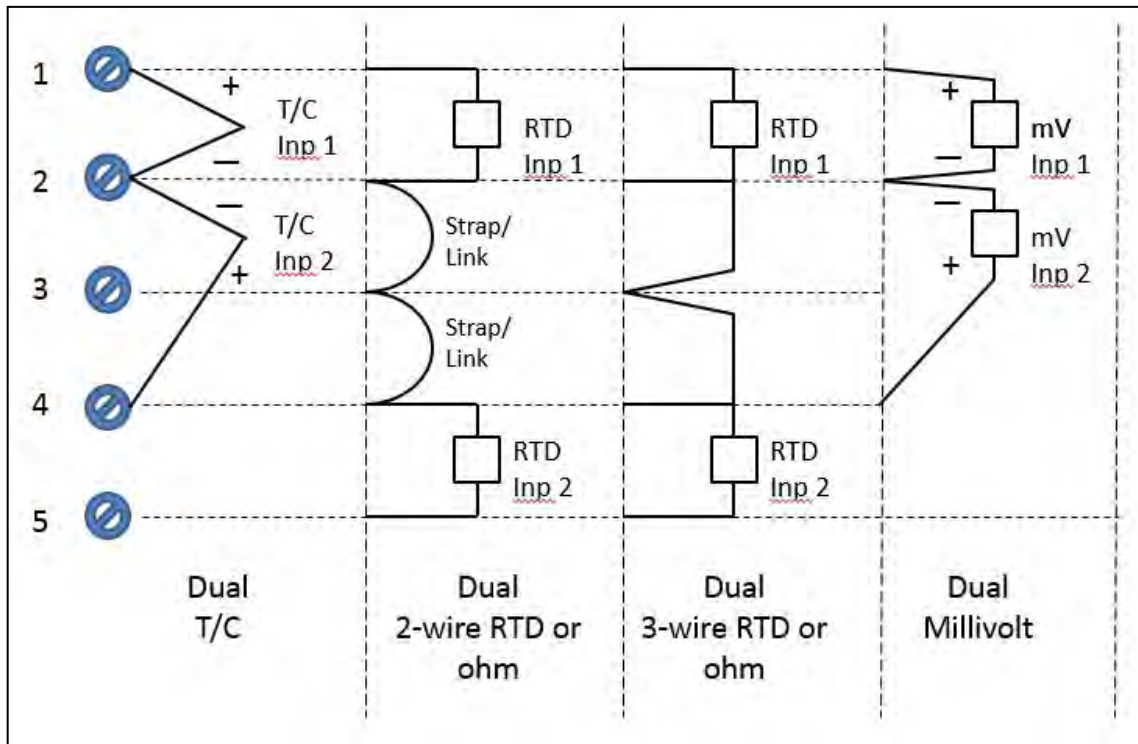 1
2
3
4
5
+
T/C
Inp 1
–
–
T/C
Inp 2
+
Dual
T/C
RTD
Inp 1
Strap/
Link
Strap/
Link
RTD
Inp 2
Dual
2-wire RTD or
ohm
RTD
Inp 1
RTD
Inp 2
Dual
3-wire RTD or
ohm
+
mV
Inp 1
–
–
mV
Inp 2
+
Dual
Millivolt